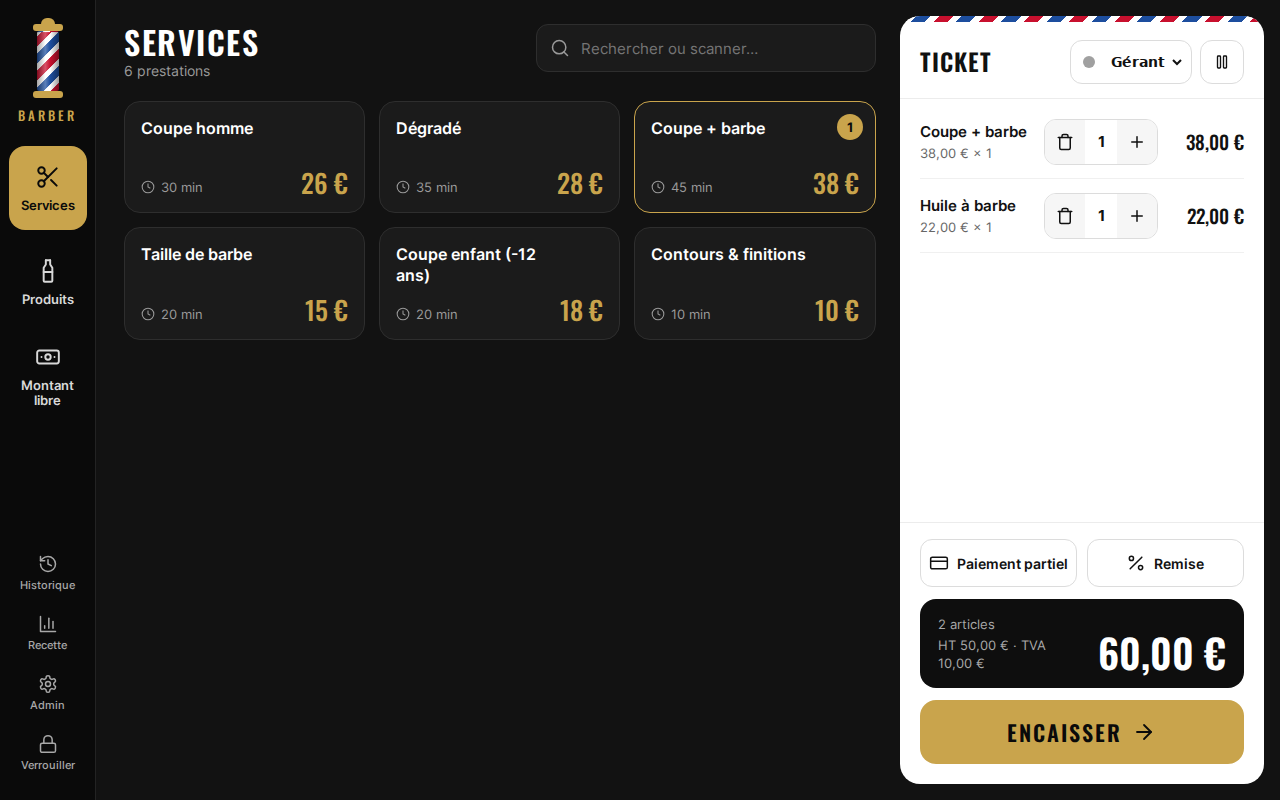 BARBER
Services
Produits
Montant
libre
Historique
Recette
Admin
Verrouiller
SERVICES
6 prestations
Rechercher ou scanner...
Coupe homme
30 min
26 €
Dégradé
35 min
28 €
Coupe + barbe
1
45 min
38 €
Taille de barbe
20 min
15 €
Coupe enfant (-12
ans)
20 min
18 €
Contours & finitions
10 min
10 €
TICKET
Gérant
Coupe + barbe
38,00 € × 1
1
38,00 €
Huile à barbe
22,00 € × 1
1
22,00 €
Paiement partiel
Remise
2 articles
HT 50,00 € · TVA
10,00 €
60,00 €
ENCAISSER